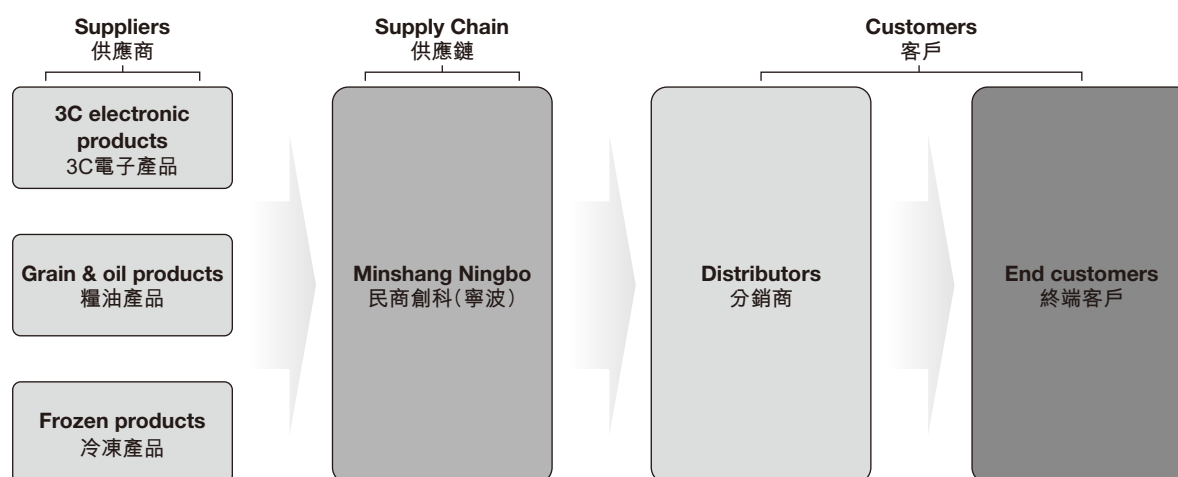 Suppliers
供應商
Supply Chain
供應鏈
Customers
客戶
3C electronic
products
3C電子產品
Grain & oil products
糧油產品
Frozen products
冷凍產品
Minshang Ningbo
民商創科（寧波）
Distributors
分銷商
End customers
終端客戶